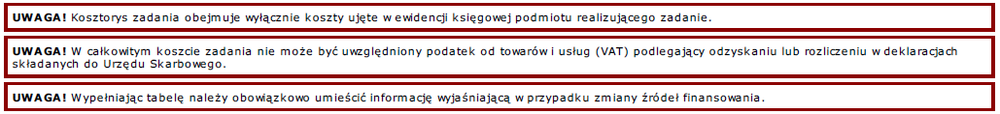 UWAGA! Kosztorys zadania obejmuje wyłącznie koszty ujęte w ewidencji księgowej podmiotu realizującego zadanie.
UWAGA! W całkowitym koszcie zadania nie może być uwzględniony podatek od towarów i usług (VAT) podlegający odzyskaniu lub rozliczeniu w deklaracjach
składanych do Urzędu Skarbowego.
UWAGA! Wypełniając tabelę należy obowiązkowo umieścić informację wyjaśniającą w przypadku zmiany źródeł finansowania.